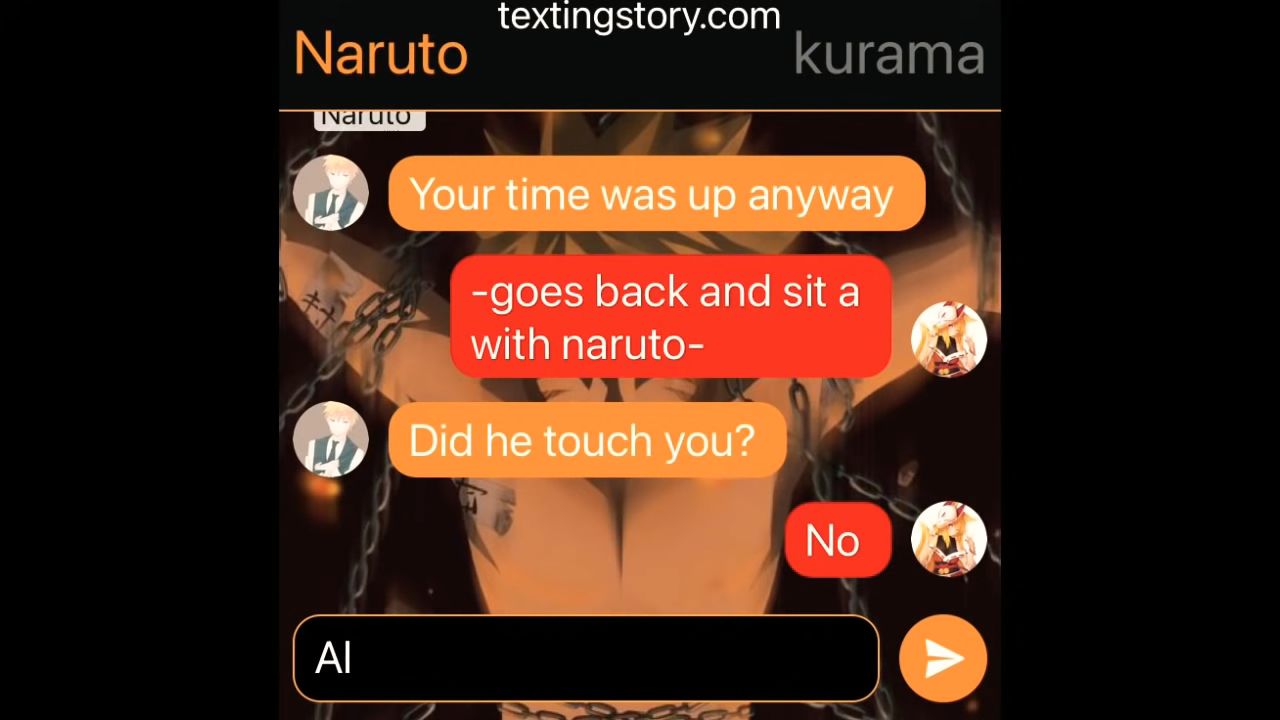 textingstory.com
Naruto
kurama
Naruto
Your time was up anyway
-goes back and sit a
with naruto-
Did he touch you?
No
Al